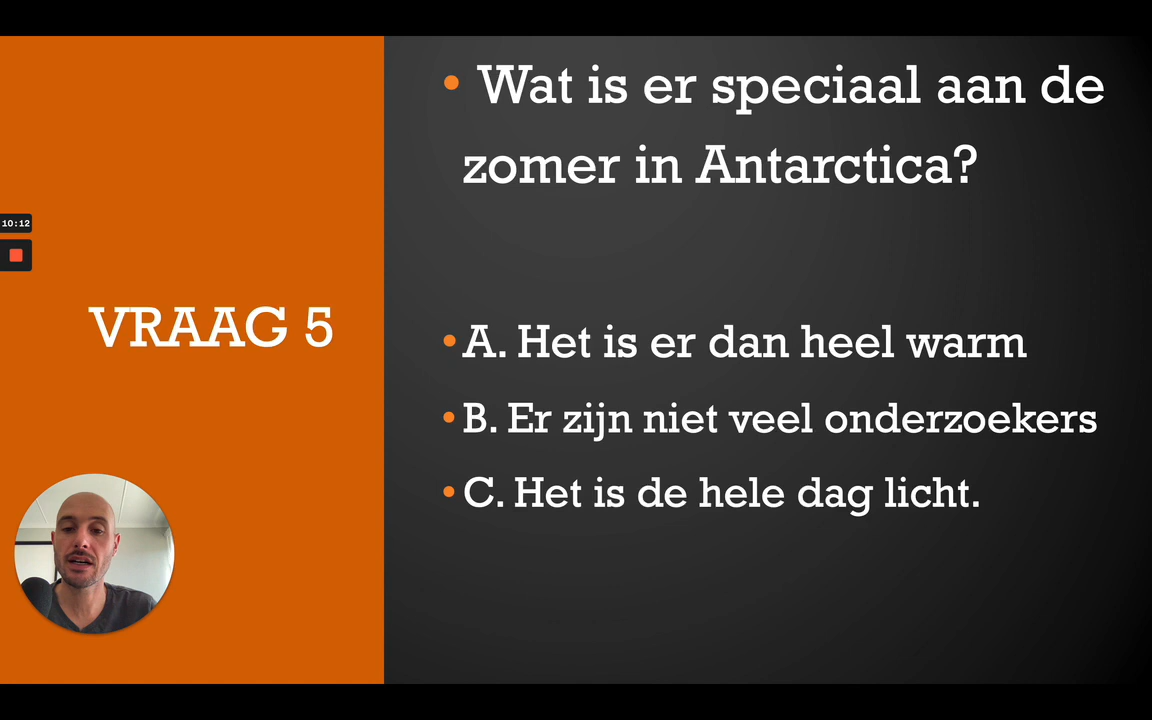 Wat is er speciaal aan de
zomer in Antarctica?
10:12
VRAAG 5
A. Het is er dan heel warm
B. Er zijn niet veel onderzoekers
C. Het is de hele dag licht.